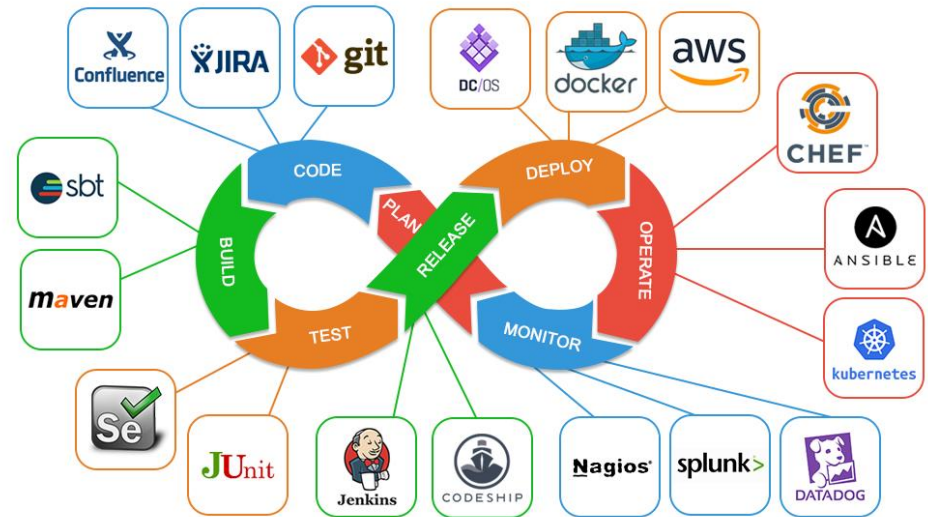 Confluence
JIRA
git
DC/OS
docker
aws
CHEF™
sbt
CODE
DEPLOY
PLAN
RELEASE
BUILD
OPERATE
ANSIBLE
maven
TEST
MONITOR
kubernetes
Se
JUnit
Jenkins
CODESHIP
Nagios®
splunk>
DATADOG